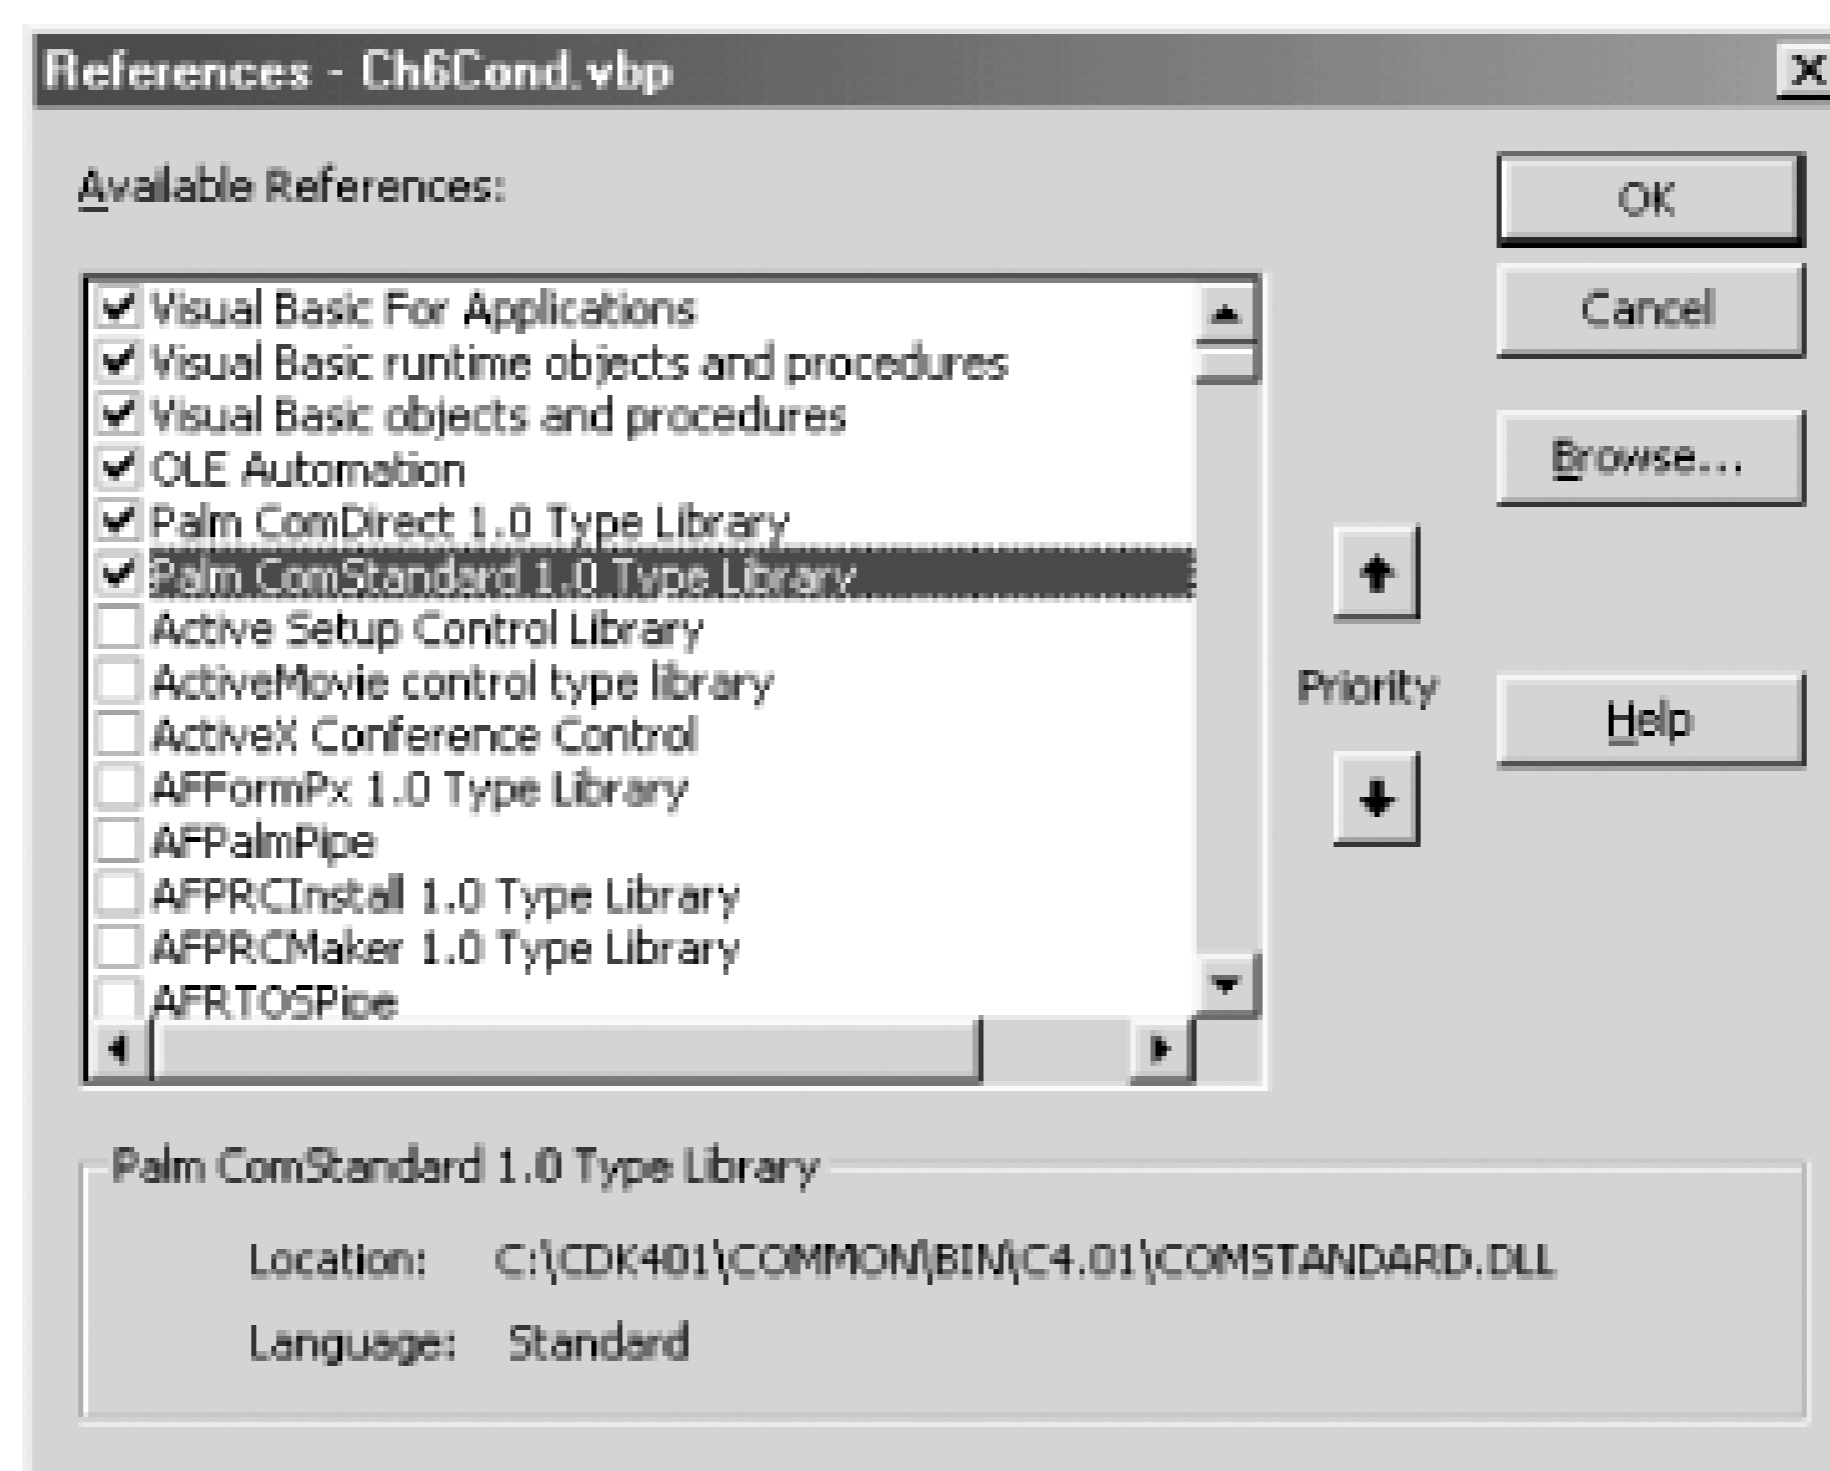 References - Ch6Cond.vbp
Available References:
OK
Cancel
Browse...
Help
Priority
Visual Basic For Applications
Visual Basic runtime objects and procedures
Visual Basic objects and procedures
OLE Automation
Palm ComDirect 1.0 Type Library
Palm ComStandard 1.0 Type Library
Active Setup Control Library
ActiveMovie control type library
ActiveX Conference Control
AFFormPx 1.0 Type Library
AFPalmPipe
AFPRCInstall 1.0 Type Library
AFPRCMaker 1.0 Type Library
AFRTOSPipe
Palm ComStandard 1.0 Type Library
Location: C:\CDK401\COMMON\BIN\C4.01\COMSTANDARD.DLL
Language: Standard